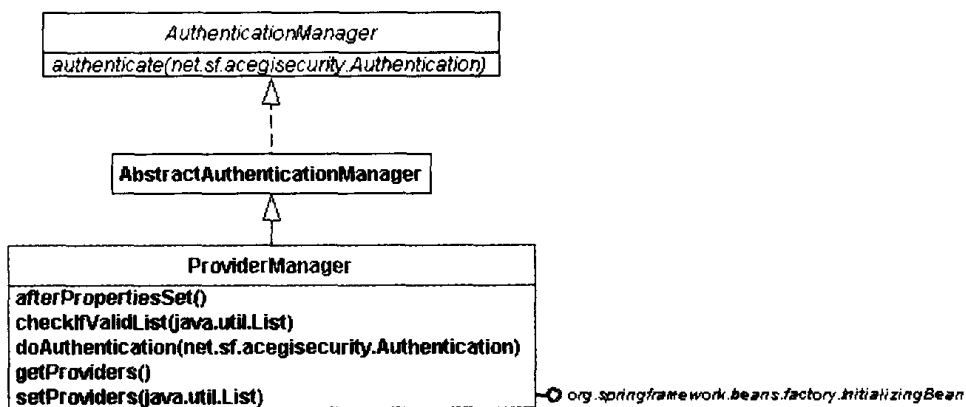 AuthenticationManager
authenticate(net.sf.acegisecurity.Authentication)
AbstractAuthenticationManager
ProviderManager
afterPropertiesSet()
checkIfValidList(java.util.List)
doAuthentication(net.sf.acegisecurity.Authentication)
getProviders()
setProviders(java.util.List)
org.springframework.beans.factory.InitializingBean